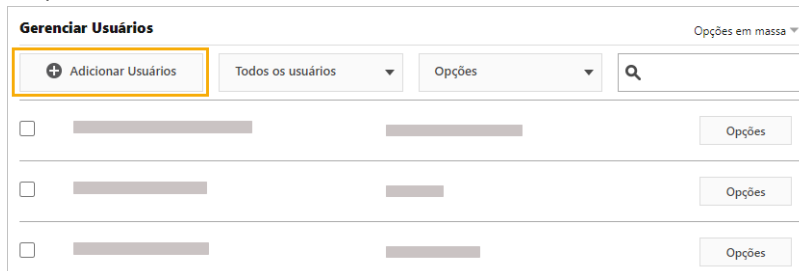 Gerenciar Usuários
Opções em massa
Adicionar Usuários Todos os usuários Opções
Opções
Opções
Opções